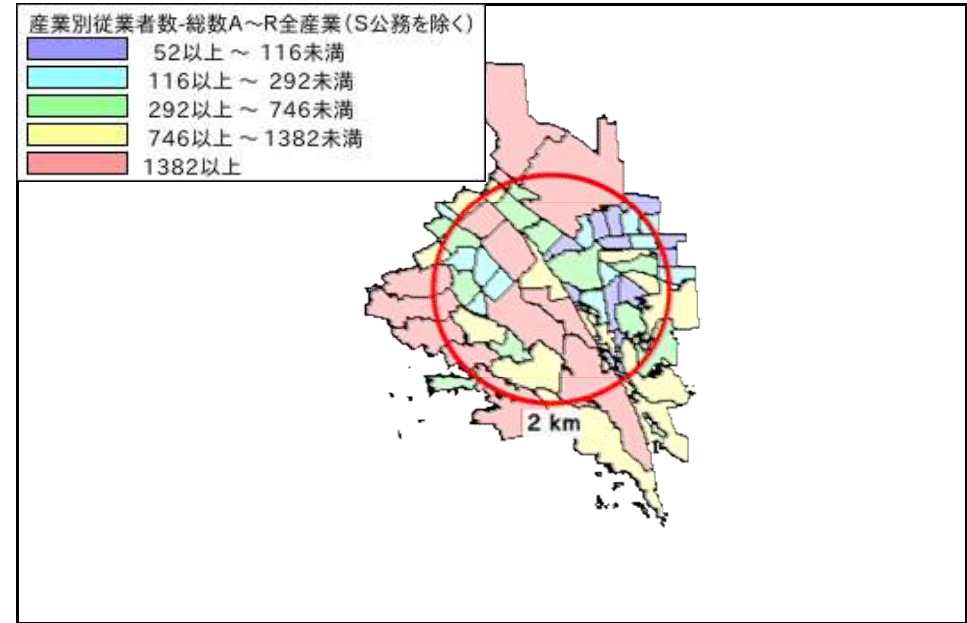 産業別従業者数-総数A～R全産業(S公務を除く)
52以上 ～ 116未満
116以上 ～ 292未満
292以上 ～ 746未満
746以上 ～ 1382未満
1382以上
2 km